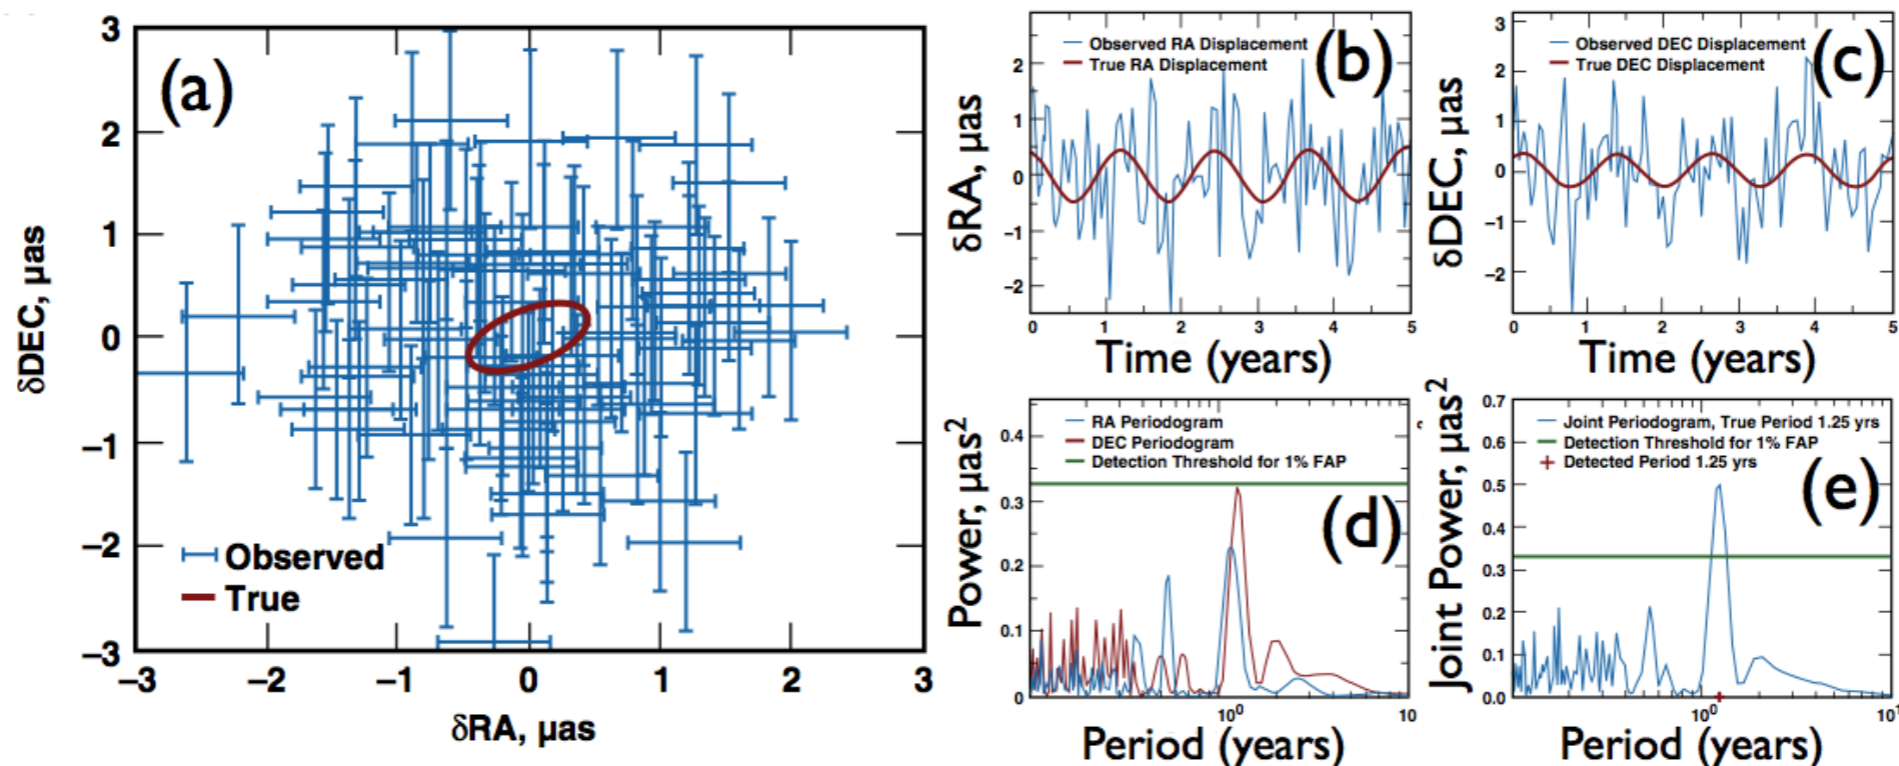 (a)
3
2
1
0
−1
−2
−3
−3 −2 −1 0 1 2 3
δDEC, µas
δRA, µas
Observed
True
(b)
Observed RA Displacement
True RA Displacement
δRA, µas
2
1
0
−1
−2
0 1 2 3 4 5
Time (years)
(c)
Observed DEC Displacement
True DEC Displacement
δDEC, µas
3
2
1
0
−1
−2
0 1 2 3 4 5
Time (years)
(d)
RA Periodogram
DEC Periodogram
Detection Threshold for 1% FAP
Power, µas²
0.4
0.3
0.2
0.1
0
10⁰ 10
Period (years)
(e)
Joint Periodogram, True Period 1.25 yrs
Detection Threshold for 1% FAP
Detected Period 1.25 yrs
Joint Power, µas²
0.7
0.6
0.5
0.4
0.3
0.2
0.1
0.0
10⁰ 10¹
Period (years)